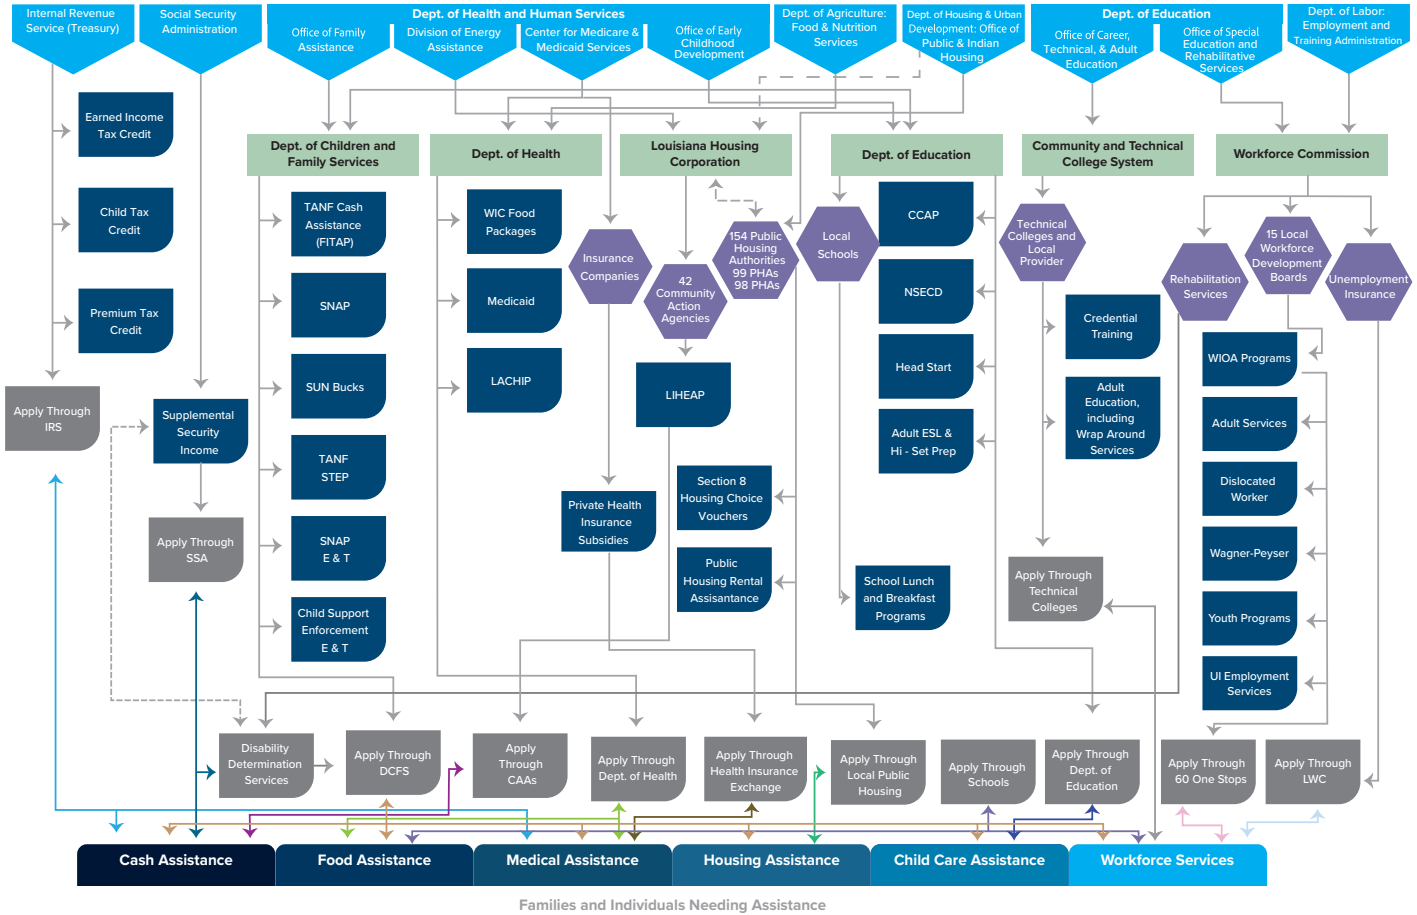 Internal Revenue
Service (Treasury)
Social Security
Administration
Dept. of Health and Human Services
Office of Family
Assistance
Division of Energy
Assistance
Center for Medicare &
Medicaid Services
Office of Early
Childhood
Development
Dept. of Agriculture:
Food & Nutrition
Services
Dept. of Housing & Urban
Development: Office of
Public & Indian
Housing
Dept. of Education
Office of Career,
Technical, & Adult
Education
Office of Special
Education and
Rehabilitative
Services
Dept. of Labor:
Employment and
Training Administration
Earned Income
Tax Credit
Child Tax
Credit
Premium Tax
Credit
Apply Through
IRS
Supplemental
Security
Income
Apply Through
SSA
Dept. of Children and
Family Services
TANF Cash
Assistance
(FITAP)
SNAP
SUN Bucks
TANF
STEP
SNAP
E & T
Child Support
Enforcement
E & T
Dept. of Health
WIC Food
Packages
Medicaid
LACHIP
Insurance
Companies
Private Health
Insurance
Subsidies
Louisiana Housing
Corporation
42
Community
Action
Agencies
LIHEAP
154 Public
Housing
Authorities
99 PHAs
98 PHAs
Section 8
Housing Choice
Vouchers
Public
Housing Rental
Assisantance
Dept. of Education
Local
Schools
CCAP
NSECD
Head Start
Adult ESL &
Hi - Set Prep
School Lunch
and Breakfast
Programs
Community and Technical
College System
Technical
Colleges and
Local
Provider
Credential
Training
Adult
Education,
including
Wrap Around
Services
Apply Through
Technical
Colleges
Workforce Commission
Rehabilitation
Services
15 Local
Workforce
Development
Boards
Unemployment
Insurance
WIOA Programs
Adult Services
Dislocated
Worker
Wagner-Peyser
Youth Programs
UI Employment
Services
Disability
Determination
Services
Apply Through
DCFS
Apply
Through
CAAs
Apply Through
Dept. of Health
Apply Through
Health Insurance
Exchange
Apply Through
Local Public
Housing
Apply Through
Schools
Apply Through
Dept. of
Education
Apply Through
60 One Stops
Apply Through
LWC
Cash Assistance
Food Assistance
Medical Assistance
Housing Assistance
Child Care Assistance
Workforce Services
Families and Individuals Needing Assistance